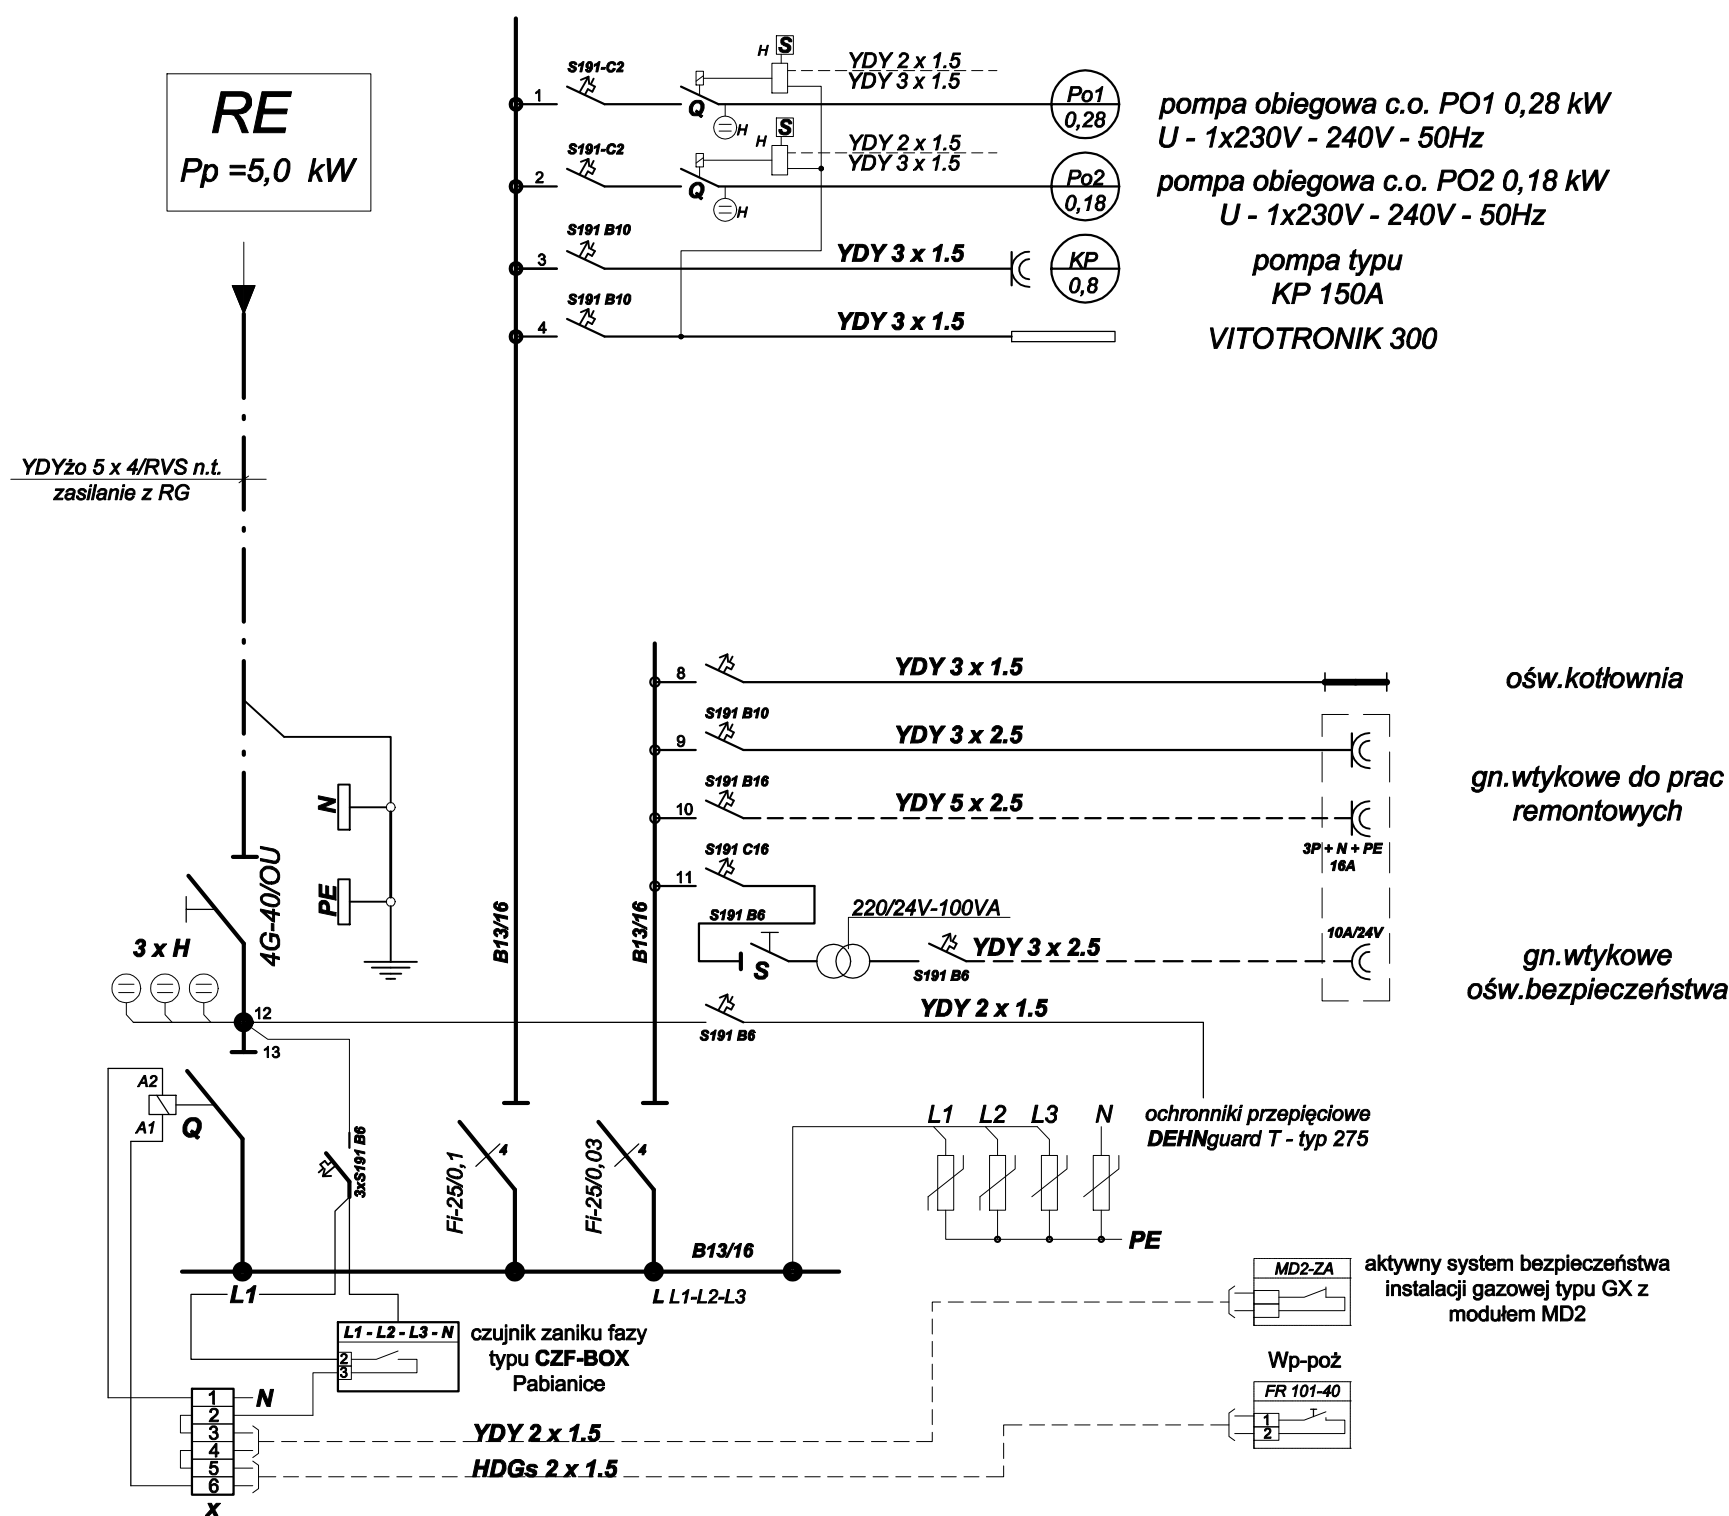 RE
Pp =5,0 kW
S191-C2
H
S
YDY 2 x 1.5
YDY 3 x 1.5
1
Q
H
Po1
0,28
pompa obiegowa c.o. PO1 0,28 kW
U - 1x230V - 240V - 50Hz
S191-C2
H
S
YDY 2 x 1.5
YDY 3 x 1.5
2
Q
H
Po2
0,18
pompa obiegowa c.o. PO2 0,18 kW
U - 1x230V - 240V - 50Hz
S191 B10
3
YDY 3 x 1.5
KP
0,8
pompa typu
KP 150A
S191 B10
4
YDY 3 x 1.5
VITOTRONIK 300
YDYżo 5 x 4/RVS n.t.
zasilanie z RG
8
YDY 3 x 1.5
ośw.kotłownia
S191 B10
9
YDY 3 x 2.5
S191 B16
10
YDY 5 x 2.5
gn.wtykowe do prac
remontowych
3P + N + PE
16A
S191 C16
11
S191 B6
220/24V-100VA
S
S191 B6
YDY 3 x 2.5
10A/24V
gn.wtykowe
ośw.bezpieczeństwa
N
PE
4G-40/OU
3 x H
B13/16
B13/16
12
13
S191 B6
YDY 2 x 1.5
A2
A1
Q
3xS191 B6
Fi-25/0,1
4
Fi-25/0,03
4
L1
L2
L3
N
ochronniki przepięciowe
DEHNguard T - typ 275
PE
B13/16
L1
L L1-L2-L3
MD2-ZA
aktywny system bezpieczeństwa
instalacji gazowej typu GX z
modułem MD2
L1 - L2 - L3 - N
2
3
czujnik zaniku fazy
typu CZF-BOX
Pabianice
Wp-poż
FR 101-40
1
2
1
N
2
3
4
5
6
x
YDY 2 x 1.5
HDGs 2 x 1.5